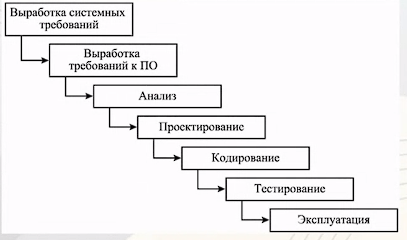 Выработка системных
требований
Выработка
требований к ПО
Анализ
Проектирование
Кодирование
Тестирование
Эксплуатация